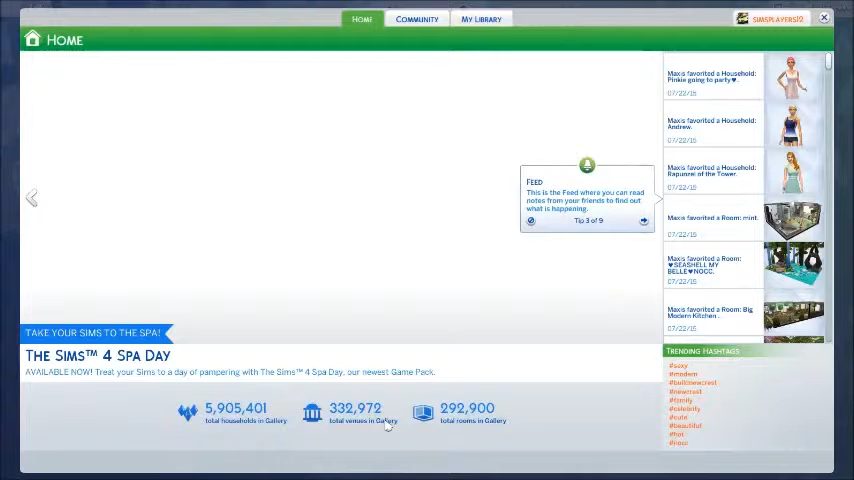 HOME
COMMUNITY
MY LIBRARY
SIMSPLAYERS12
HOME
Maxis favorited a Household:
Pinkie going to party♥.
07/22/15
Maxis favorited a Household:
Andrew.
07/22/15
Maxis favorited a Household:
Rapunzel of the Tower.
07/22/15
Maxis favorited a Room: mint.
07/22/15
Maxis favorited a Room:
♥SEASHELL MY
BELLE♥NOCC.
07/22/15
Maxis favorited a Room: Big
Modern Kitchen .
07/22/15
FEED
This is the Feed where you can read
notes from your friends to find out
what is happening.
Tip 3 of 9
TAKE YOUR SIMS TO THE SPA!
THE SIMS™ 4 SPA DAY
AVAILABLE NOW! Treat your Sims to a day of pampering with The Sims™ 4 Spa Day, our newest Game Pack.
5,905,401
total households in Gallery
332,972
total venues in Gallery
292,900
total rooms in Gallery
TRENDING HASHTAGS
#sexy
#modern
#buildnewcrest
#newcrest
#family
#celebrity
#cute
#beautiful
#hot
#nocc